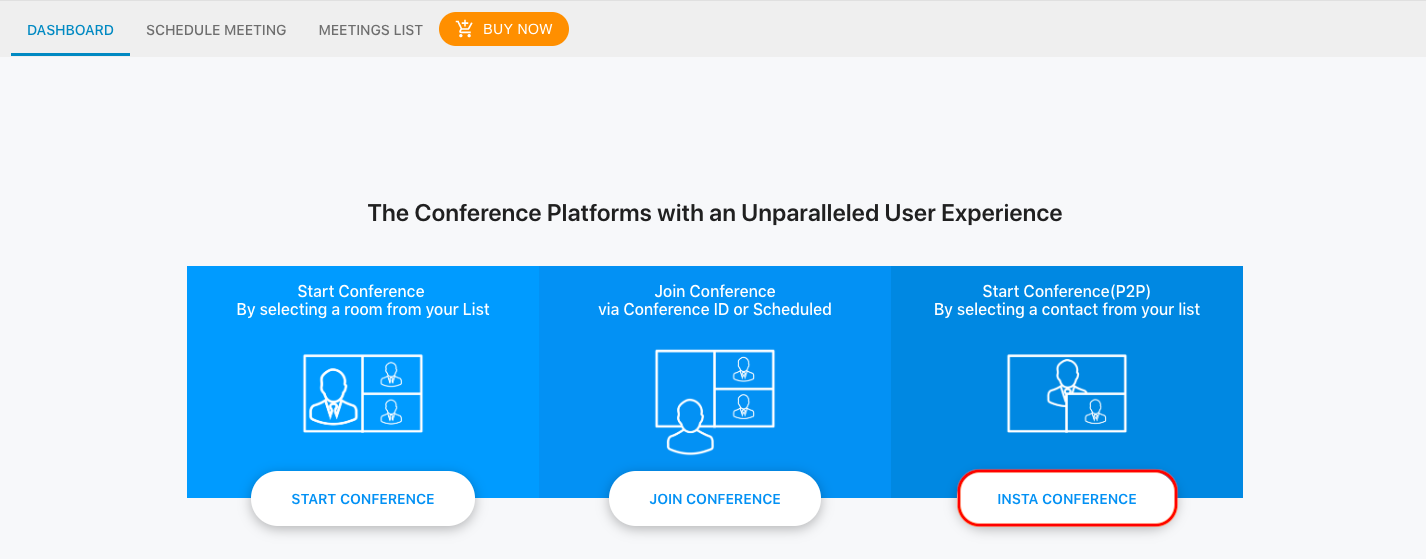 DASHBOARD SCHEDULE MEETING MEETINGS LIST BUY NOW
The Conference Platforms with an Unparalleled User Experience
Start Conference
By selecting a room from your List
START CONFERENCE
Join Conference
via Conference ID or Scheduled
JOIN CONFERENCE
Start Conference(P2P)
By selecting a contact from your list
INSTA CONFERENCE